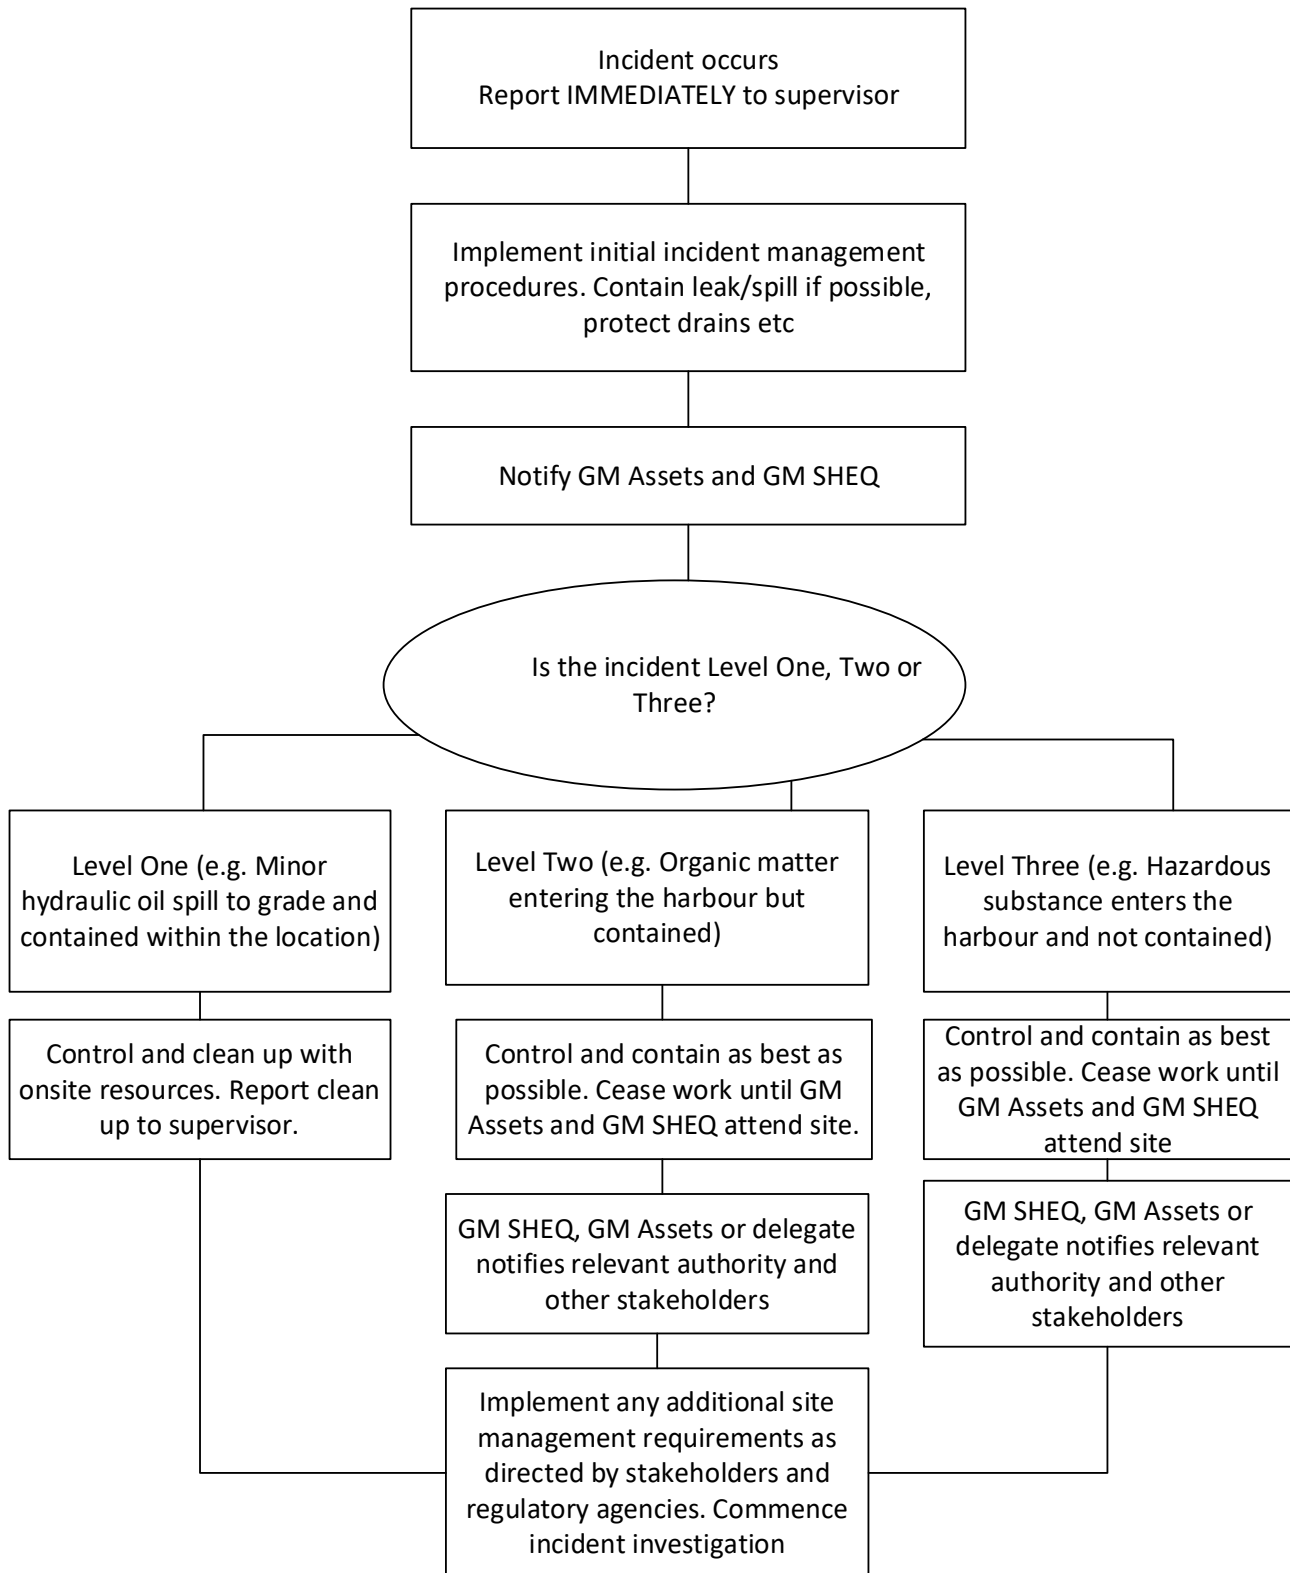 Incident occurs
Report IMMEDIATELY to supervisor
Implement initial incident management
procedures. Contain leak/spill if possible,
protect drains etc
Notify GM Assets and GM SHEQ
Is the incident Level One, Two or
Three?
Level One (e.g. Minor
hydraulic oil spill to grade and
contained within the location)
Level Two (e.g. Organic matter
entering the harbour but
contained)
Level Three (e.g. Hazardous
substance enters the
harbour and not contained)
Control and clean up with
onsite resources. Report clean
up to supervisor.
Control and contain as best as
possible. Cease work until GM
Assets and GM SHEQ attend site.
Control and contain as best
as possible. Cease work until
GM Assets and GM SHEQ
attend site
GM SHEQ, GM Assets or delegate
notifies relevant authority and
other stakeholders
GM SHEQ, GM Assets or
delegate notifies relevant
authority and other
stakeholders
Implement any additional site
management requirements as
directed by stakeholders and
regulatory agencies. Commence
incident investigation